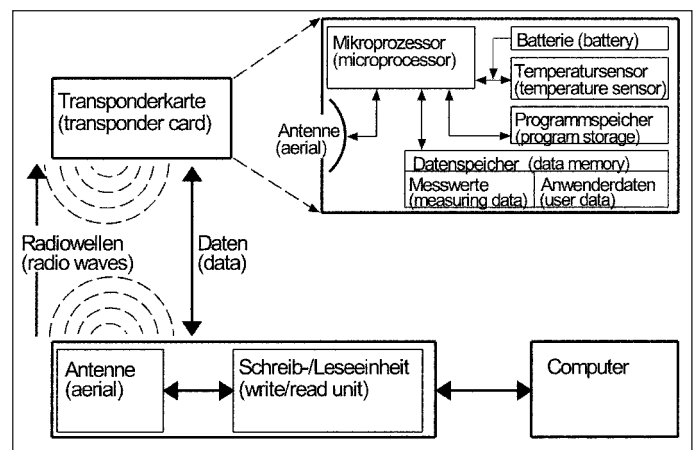 Mikroprozessor
(microprocessor)
Batterie (battery)
Temperatursensor
(temperature sensor)
Transponderkarte
(transponder card)
Antenne
(aerial)
Programmspeicher
(program storage)
Datenspeicher (data memory)
Messwerte
(measuring data)
Anwenderdaten
(user data)
Radiowellen
(radio waves)
Daten
(data)
Antenne
(aerial)
Schreib-/Leseeinheit
(write/read unit)
Computer